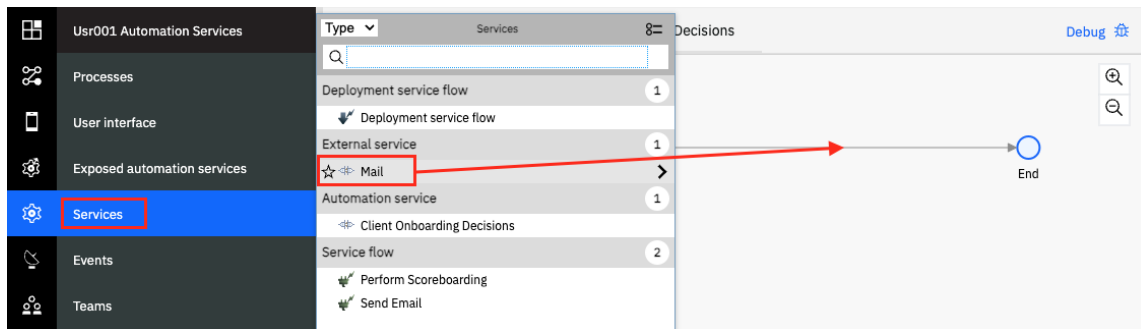 Usr001 Automation Services
Processes
User interface
Exposed automation services
Services
Events
Teams
Type
Services
Deployment service flow 1
Deployment service flow
External service 1
Mail
Automation service 1
Client Onboarding Decisions
Service flow 2
Perform Scoreboarding
Send Email
Decisions
Debug
End